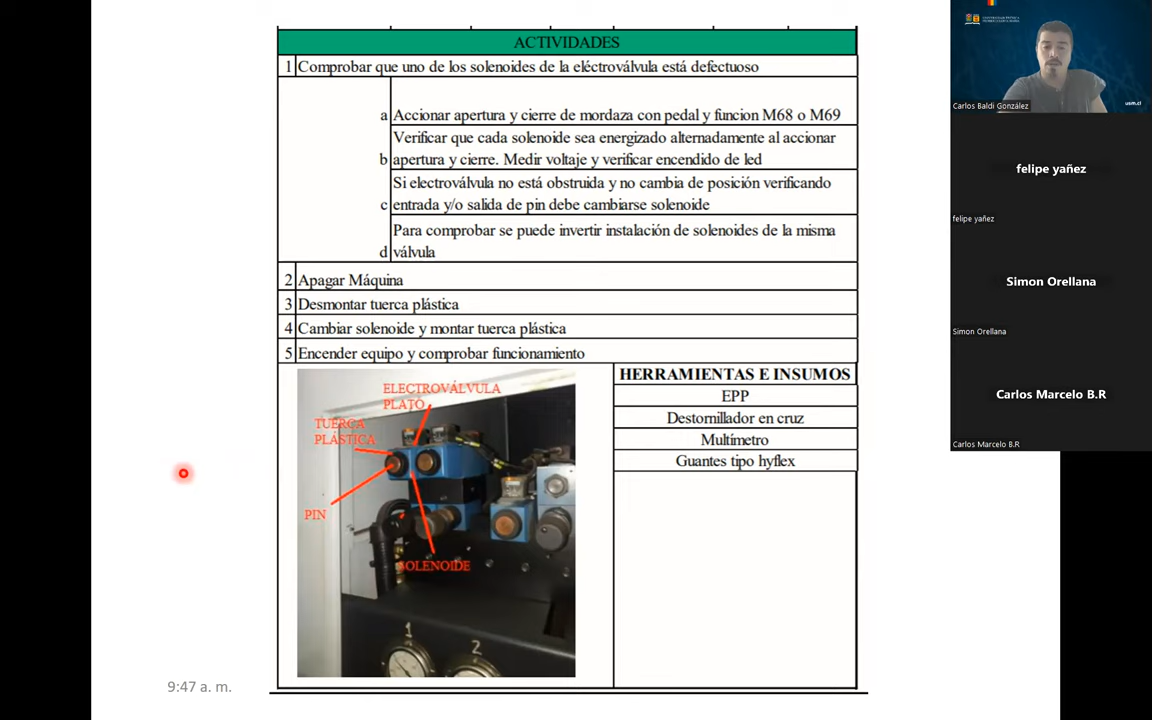 ACTIVIDADES
1 Comprobar que uno de los solenoides de la eléctroválvula está defectuoso
a Accionar apertura y cierre de mordaza con pedal y funcion M68 o M69
Verificar que cada solenoide sea energizado alternadamente al accionar
b apertura y cierre. Medir voltaje y verificar encendido de led
Si electroválvula no está obstruida y no cambia de posición verificando
c entrada y/o salida de pin debe cambiarse solenoide
Para comprobar se puede invertir instalación de solenoides de la misma
d válvula
2 Apagar Máquina
3 Desmontar tuerca plástica
4 Cambiar solenoide y montar tuerca plástica
5 Encender equipo y comprobar funcionamiento
ELECTROVÁLVULA
PLATO
TUERCA
PLÁSTICA
PIN
SOLENOIDE
1
2
HERRAMIENTAS E INSUMOS
EPP
Destornillador en cruz
Multímetro
Guantes tipo hyflex
9:47 a. m.
usm.cl
Carlos Baldi González
felipe yañez
felipe yañez
Simon Orellana
Simon Orellana
Carlos Marcelo B.R
Carlos Marcelo B.R